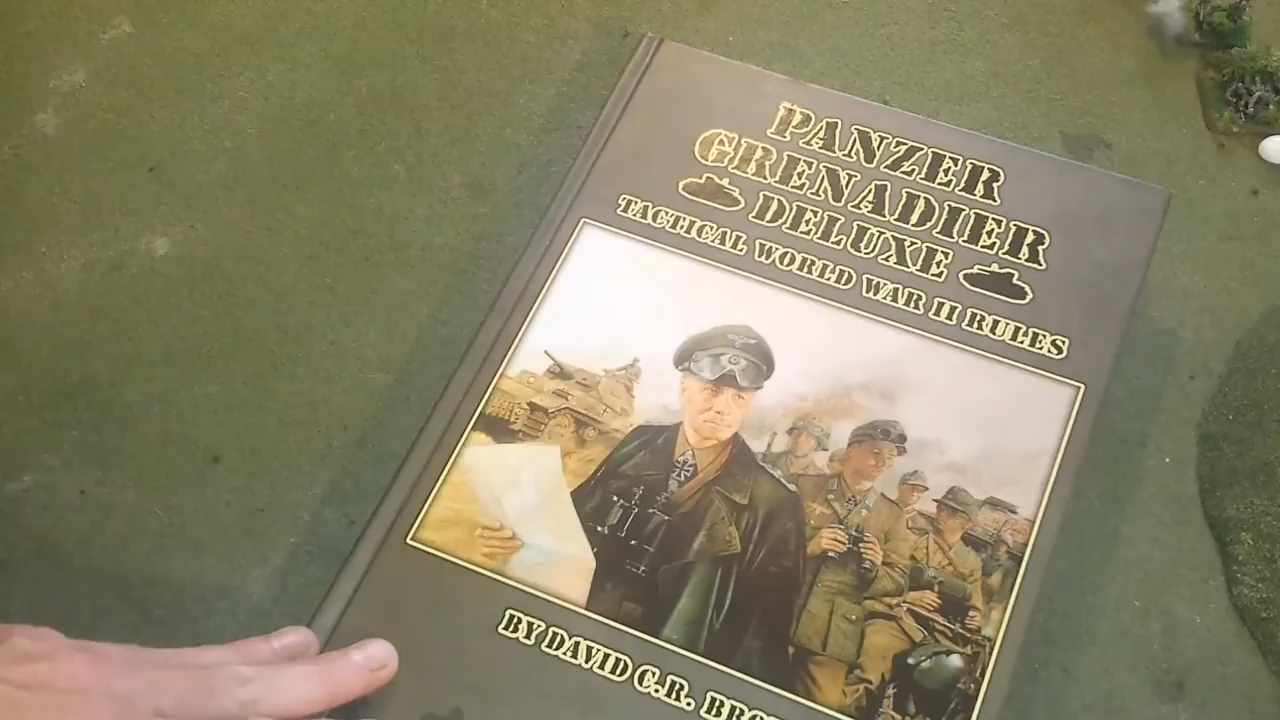 PANZER
GRENADIER
DELUXE
TACTICAL WORLD WAR II RULES
BY DAVID C.R.